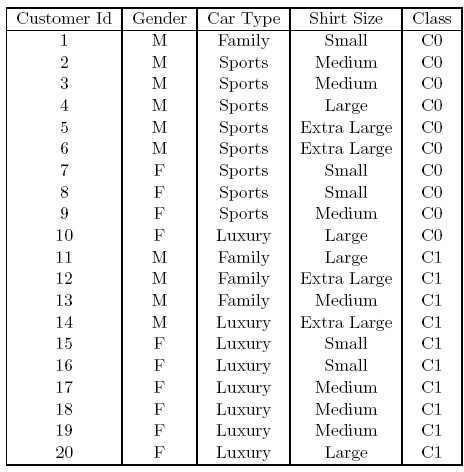 Customer Id Gender Car Type Shirt Size Class
1 M Family Small C0
2 M Sports Medium C0
3 M Sports Medium C0
4 M Sports Large C0
5 M Sports Extra Large C0
6 M Sports Extra Large C0
7 F Sports Small C0
8 F Sports Small C0
9 F Sports Medium C0
10 F Luxury Large C0
11 M Family Large C1
12 M Family Extra Large C1
13 M Family Medium C1
14 M Luxury Extra Large C1
15 F Luxury Small C1
16 F Luxury Small C1
17 F Luxury Medium C1
18 F Luxury Medium C1
19 F Luxury Medium C1
20 F Luxury Large C1